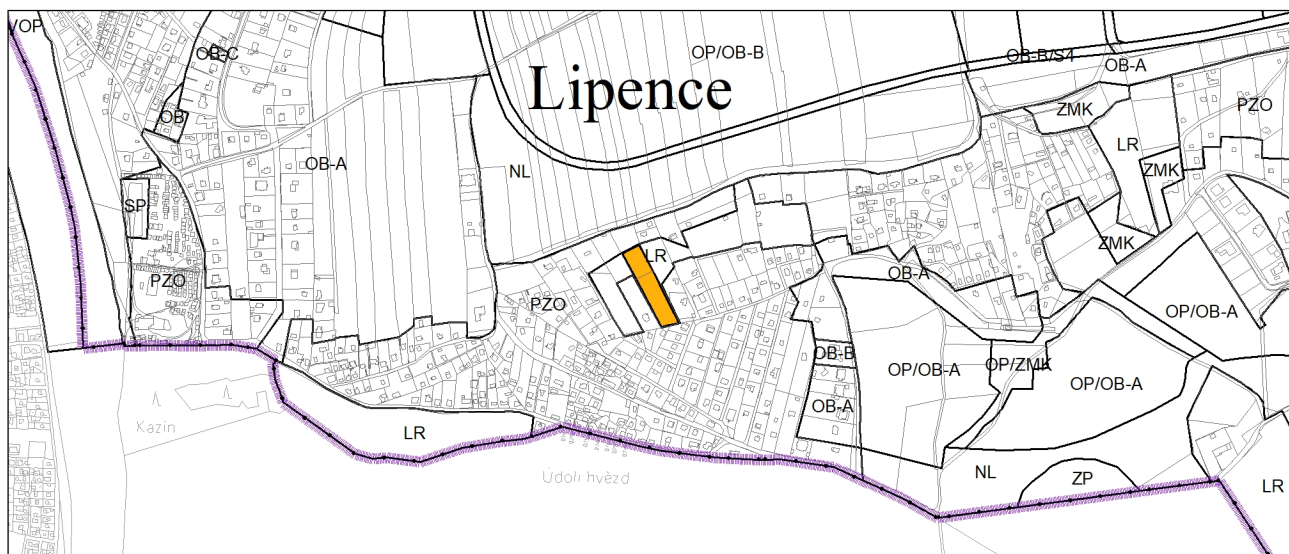 VOP
OB-C
OP/OB-B
OB-B/S4
OB-A
Lipence
ZMK
PZO
OB
LR
OB-A
NL
ZMK
SP
ZMK
LR
PZO
PZO
OB-A
OP/OB-A
OB-B
OP/OB-A
OP/ZMK
OP/OB-A
OB-A
Kazín
LR
Údolí hvězd
NL
ZP
LR